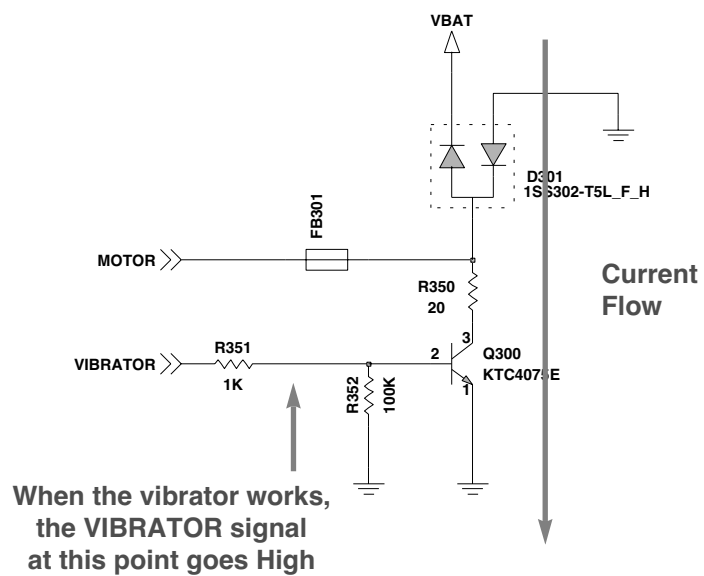 VBAT
D301
1SS302-T5L_F_H
FB301
MOTOR
R350
20
Current
Flow
R351
VIBRATOR
1K
R352
100K
3
2
1
Q300
KTC4075E
When the vibrator works,
the VIBRATOR signal
at this point goes High